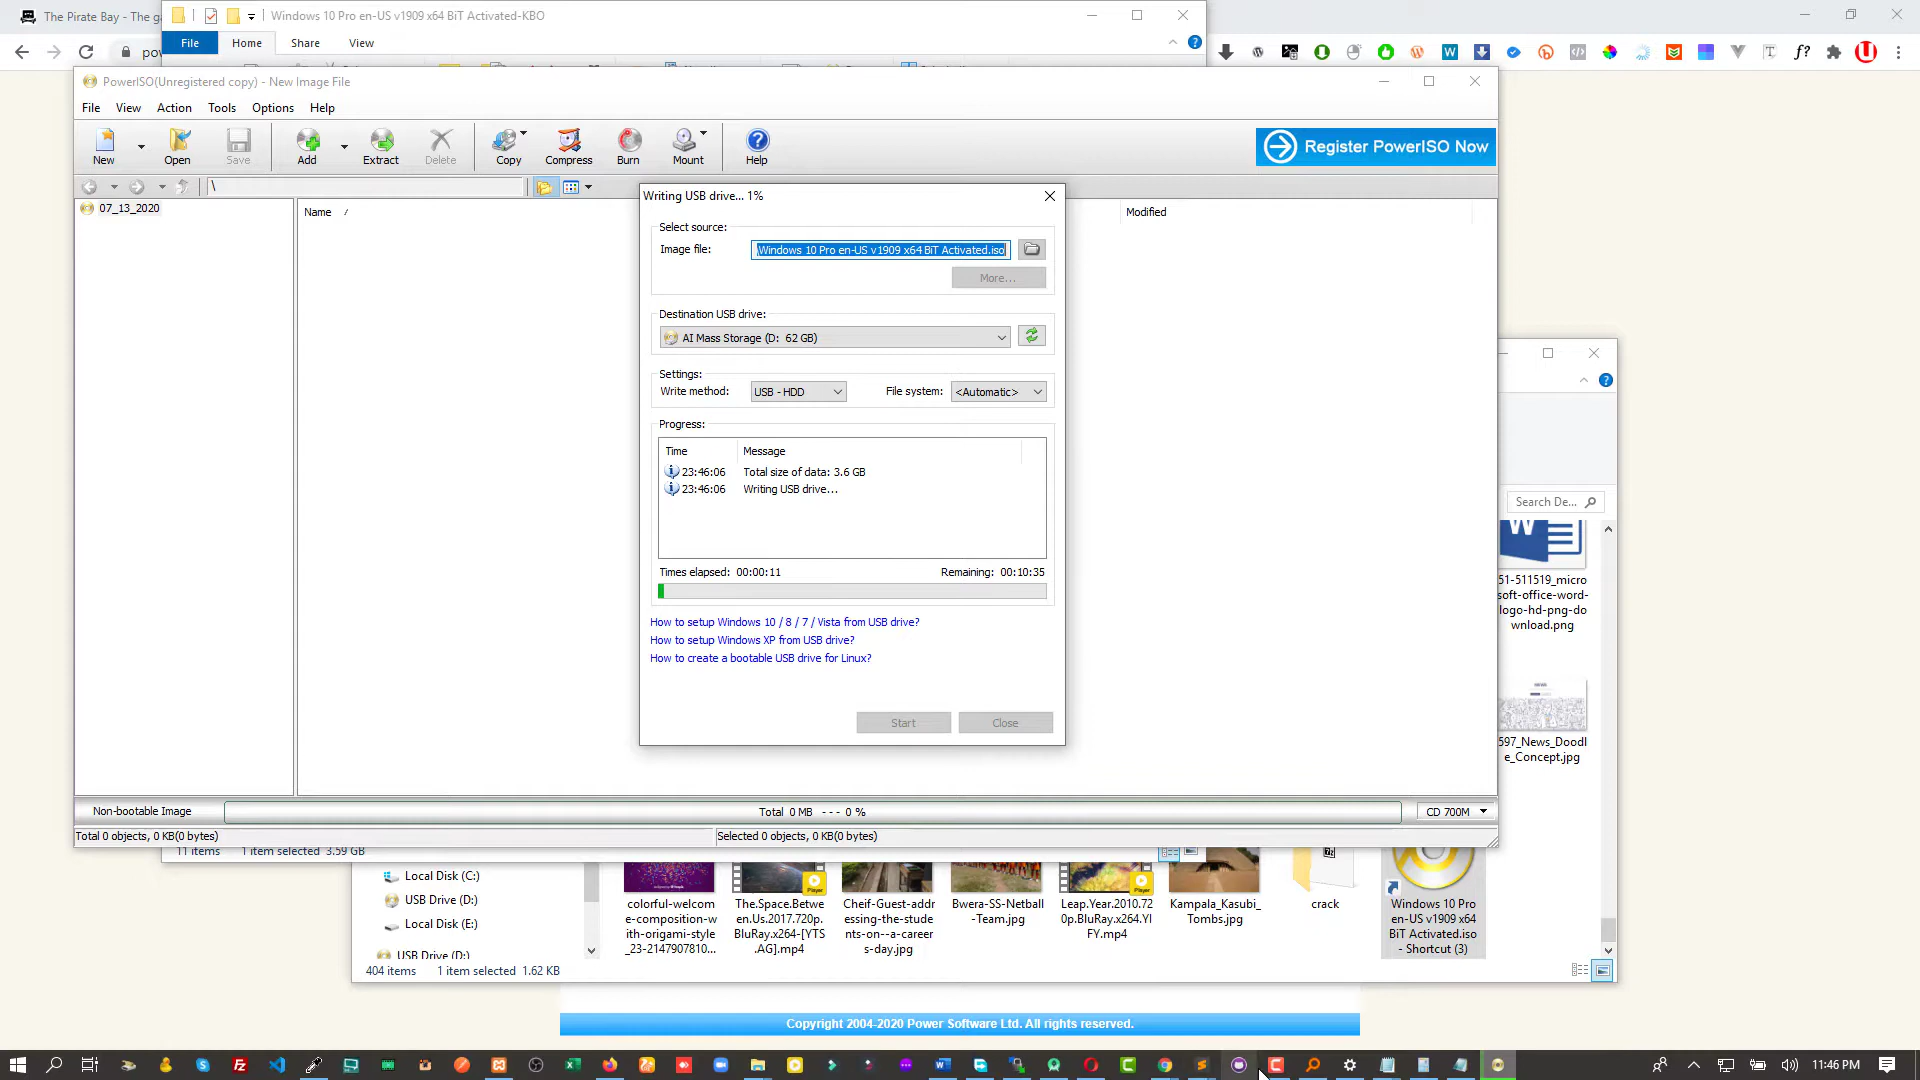 The Pirate Bay - The ga
Windows 10 Pro en-US v1909 x64 BiT Activated-KBO
File
Home
Share
View
pow
PowerISO(Unregistered copy) - New Image File
File
View
Action
Tools
Options
Help
New
Open
Save
Add
Extract
Delete
Copy
Compress
Burn
Mount
Help
Register PowerISO Now
\
07_13_2020
Name
Modified
Writing USB drive... 1%
Select source:
Image file:
Windows 10 Pro en-US v1909 x64 BiT Activated.iso
More...
Destination USB drive:
AI Mass Storage (D:  62 GB)
Settings:
Write method:
USB - HDD
File system:
<Automatic>
Progress:
Time
Message
23:46:06
Total size of data: 3.6 GB
23:46:06
Writing USB drive...
Times elapsed: 00:00:11
Remaining: 00:10:35
How to setup Windows 10 / 8 / 7 / Vista from USB drive?
How to setup Windows XP from USB drive?
How to create a bootable USB drive for Linux?
Start
Close
Search De...
51-511519_micro
soft-office-word-
logo-hd-png-do
wnload.png
597_News_Doodl
e_Concept.jpg
Non-bootable Image
Total 0 MB   - - - 0 %
CD 700M
Total 0 objects, 0 KB(0 bytes)
Selected 0 objects, 0 KB(0 bytes)
11 items
1 item selected 3.59 GB
Local Disk (C:)
USB Drive (D:)
Local Disk (E:)
USB Drive (D:)
colorful-welcom
e-composition-w
ith-origami-style
_23-2147907810...
The.Space.Betwe
en.Us.2017.720p.
BluRay.x264-[YTS
.AG].mp4
Cheif-Guest-addr
essing-the-stude
nts-on--a-career
s-day.jpg
Bwera-SS-Netball
-Team.jpg
Leap.Year.2010.72
0p.BluRay.x264.YI
FY.mp4
Kampala_Kasubi_
Tombs.jpg
crack
Windows 10 Pro
en-US v1909 x64
BiT Activated.iso
- Shortcut (3)
404 items
1 item selected 1.62 KB
Copyright 2004-2020 Power Software Ltd. All rights reserved.
11:46 PM